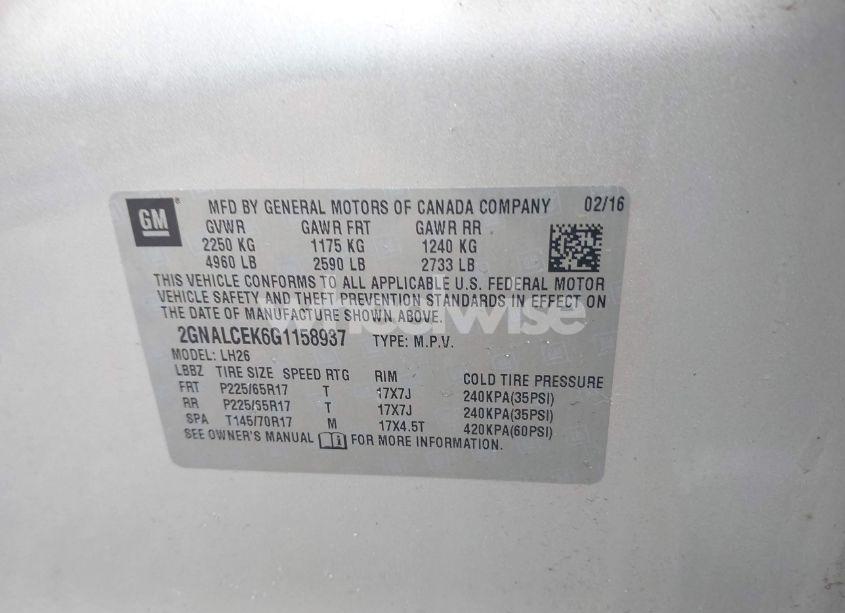 GM
MFD BY GENERAL MOTORS OF CANADA COMPANY 02/16
GVWR GAWR FRT GAWR RR
2250 KG 1175 KG 1240 KG
4960 LB 2590 LB 2733 LB
THIS VEHICLE CONFORMS TO ALL APPLICABLE U.S. FEDERAL MOTOR
VEHICLE SAFETY AND THEFT PREVENTION STANDARDS IN EFFECT ON
THE DATE OF MANUFACTURE SHOWN ABOVE.
2GNALCEK6G1158937 TYPE: M.P.V.
MODEL: LH26
LBBZ TIRE SIZE SPEED RTG RIM COLD TIRE PRESSURE
FRT P225/65R17 T 17X7J 240KPA(35PSI)
RR P225/65R17 T 17X7J 240KPA(35PSI)
SPA T145/70R17 M 17X4.5T 420KPA(60PSI)
SEE OWNER'S MANUAL FOR MORE INFORMATION.